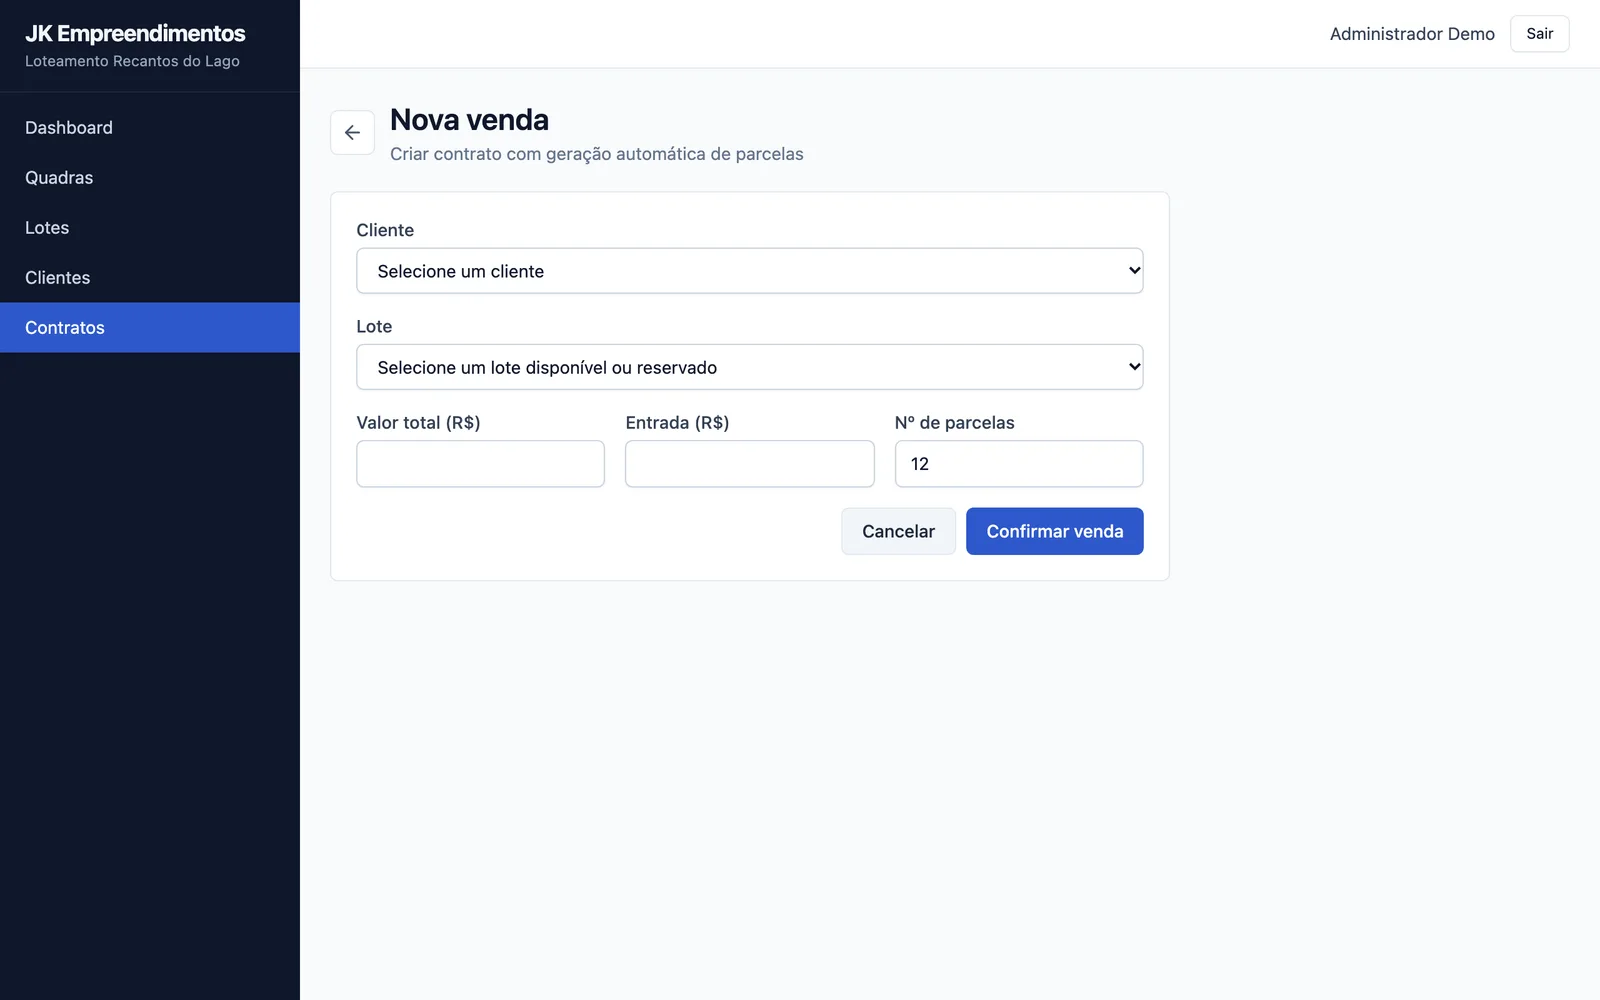 JK Empreendimentos
Loteamento Recantos do Lago
Dashboard
Quadras
Lotes
Clientes
Contratos
Administrador Demo
Sair
Nova venda
Criar contrato com geração automática de parcelas
Cliente
Selecione um cliente
Lote
Selecione um lote disponível ou reservado
Valor total (R$)
Entrada (R$)
Nº de parcelas
12
Cancelar
Confirmar venda